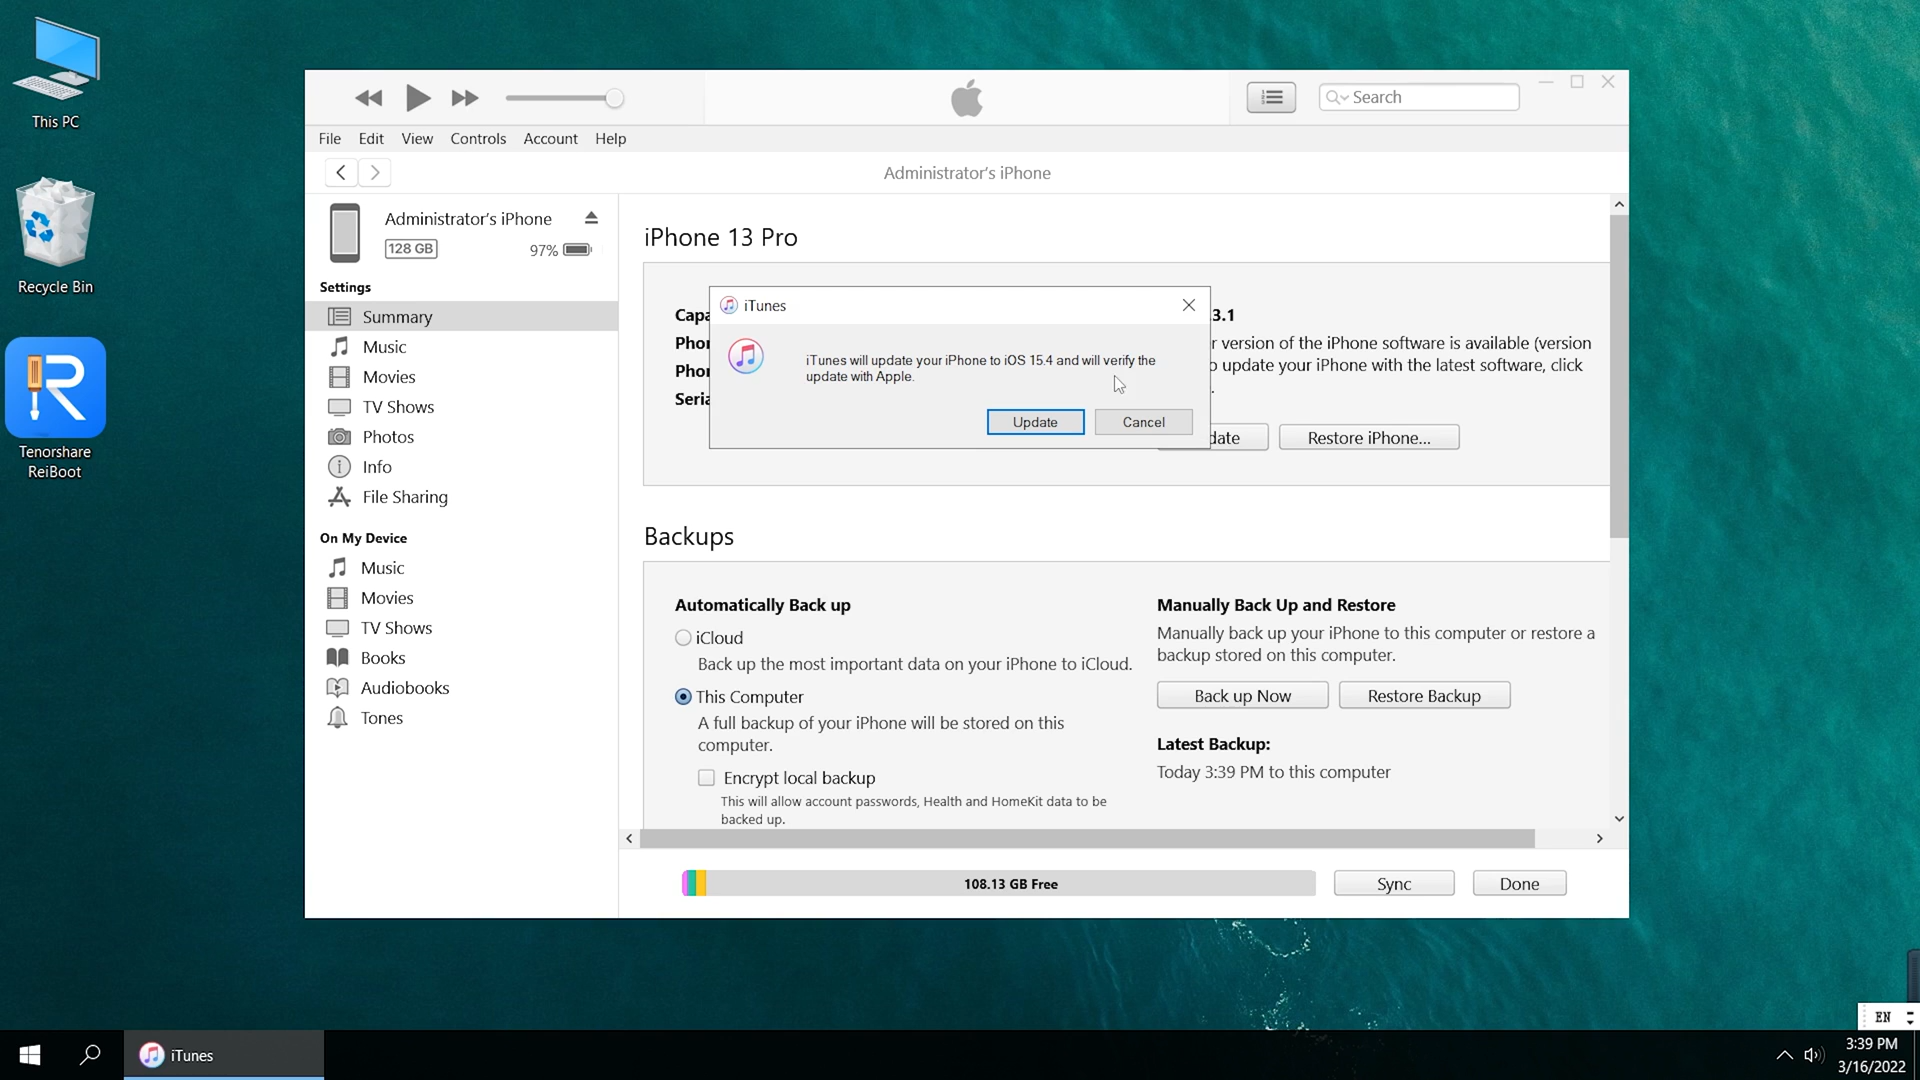 This PC
Recycle Bin
Tenorshare
ReiBoot
Search
File Edit View Controls Account Help
Administrator's iPhone
Administrator's iPhone
128 GB
97%
Settings
Summary
Music
Movies
TV Shows
Photos
Info
File Sharing
On My Device
Music
Movies
TV Shows
Books
Audiobooks
Tones
iPhone 13 Pro
Capa
Phon
Phon
Seria
3.1
r version of the iPhone software is available (version
o update your iPhone with the latest software, click
.
date
Restore iPhone...
iTunes
iTunes will update your iPhone to iOS 15.4 and will verify the
update with Apple.
Update
Cancel
Backups
Automatically Back up
iCloud
Back up the most important data on your iPhone to iCloud.
This Computer
A full backup of your iPhone will be stored on this
computer.
Encrypt local backup
This will allow account passwords, Health and HomeKit data to be
backed up.
Manually Back Up and Restore
Manually back up your iPhone to this computer or restore a
backup stored on this computer.
Back up Now
Restore Backup
Latest Backup:
Today 3:39 PM to this computer
108.13 GB Free
Sync
Done
EN
iTunes
3:39 PM
3/16/2022